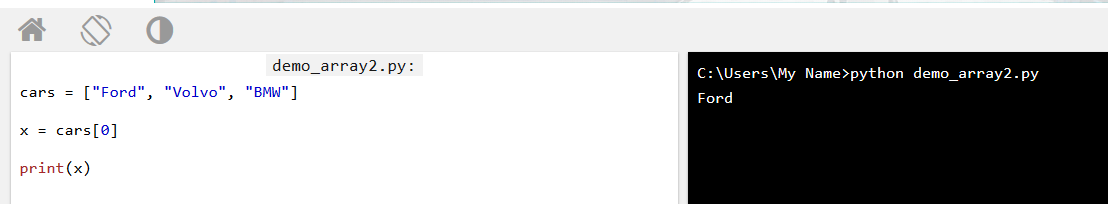 demo_array2.py:
cars = ["Ford", "Volvo", "BMW"]
x = cars[0]
print(x)
C:\Users\My Name>python demo_array2.py
Ford